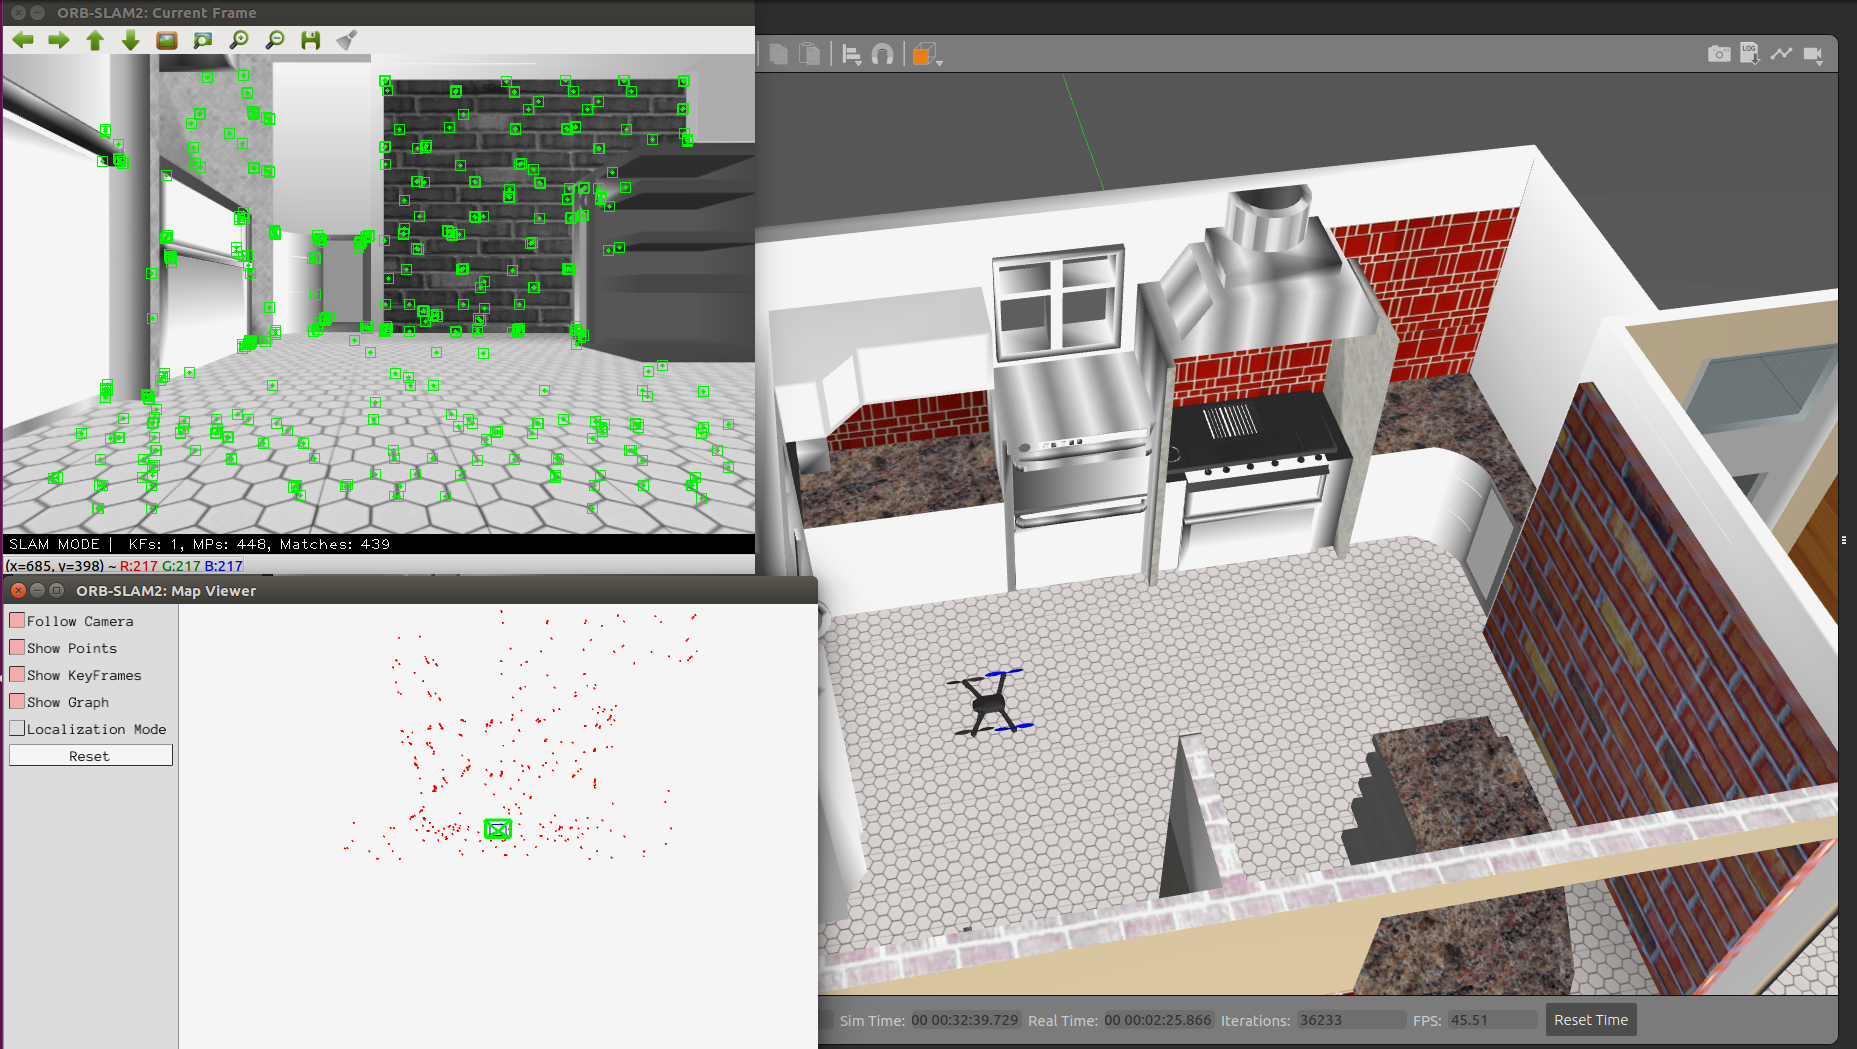 ORB-SLAM2: Current Frame
LOG
SLAM MODE |  KFs: 1, MPs: 448, Matches: 439
(x=685, y=398) ~ R:217 G:217 B:217
ORB-SLAM2: Map Viewer
Follow Camera
Show Points
Show KeyFrames
Show Graph
Localization Mode
Reset
Sim Time: 00 00:32:39.729 Real Time: 00 00:02:25.866 Iterations: 36233 FPS: 45.51 Reset Time